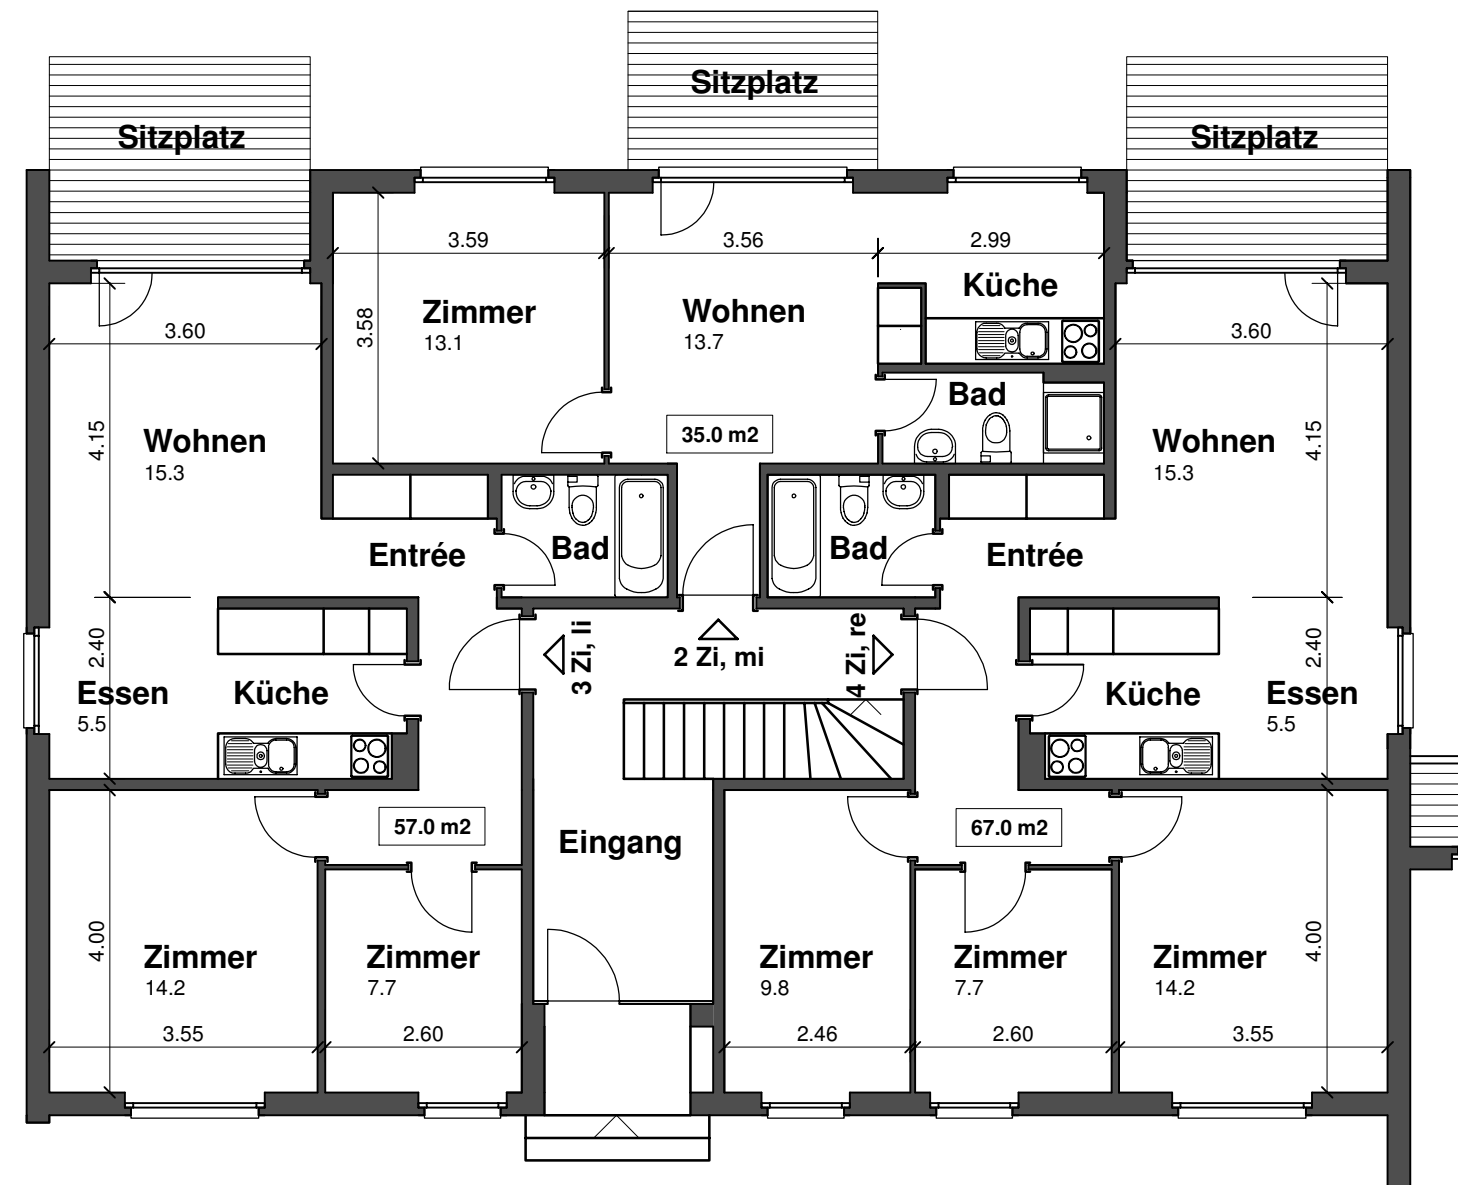 Sitzplatz
Sitzplatz
Sitzplatz
3.59
3.56
2.99
Küche
Zimmer
13.1
3.58
Wohnen
13.7
3.60
3.60
Bad
35.0 m2
4.15
Wohnen
15.3
Wohnen
15.3
4.15
Entrée
Bad
Bad
Entrée
3 Zi, li
2 Zi, mi
4 Zi, re
2.40
2.40
Essen
5.5
Küche
Küche
Essen
5.5
57.0 m2
Eingang
67.0 m2
4.00
Zimmer
14.2
Zimmer
7.7
Zimmer
9.8
Zimmer
7.7
Zimmer
14.2
4.00
3.55
2.60
2.46
2.60
3.55